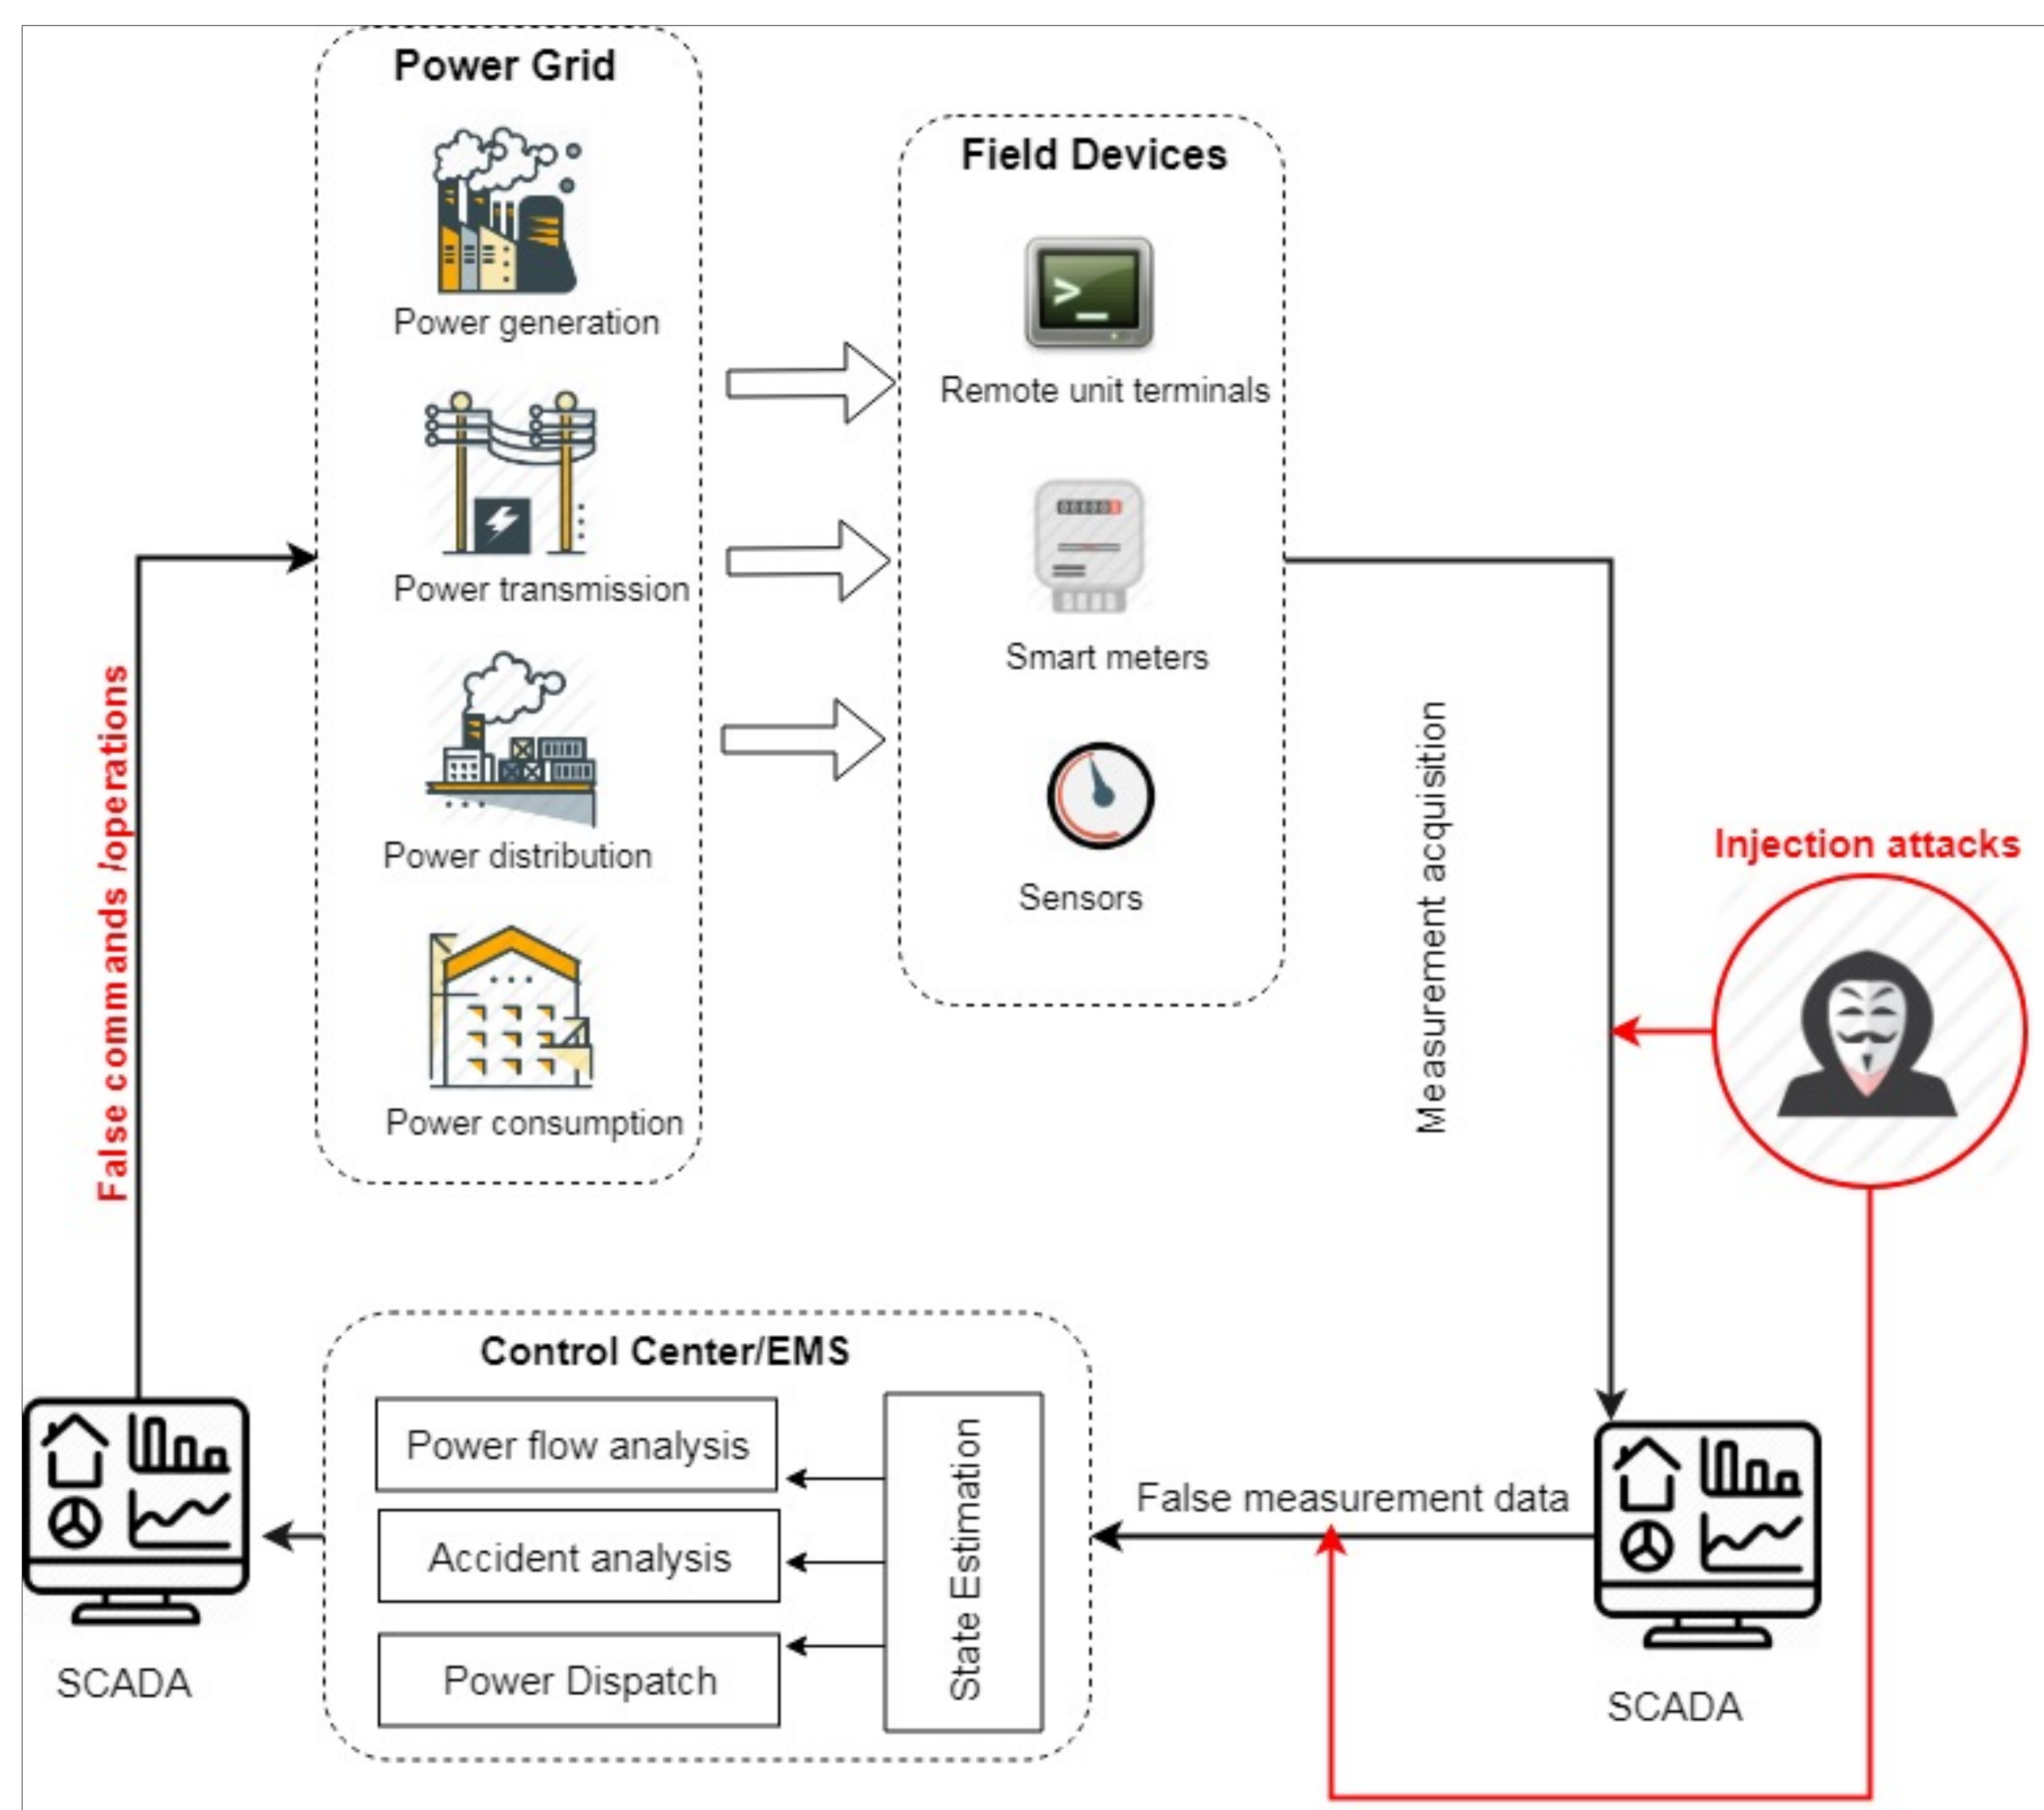 Power Grid
Power generation
Power transmission
Power distribution
Power consumption
Field Devices
>_
Remote unit terminals
Smart meters
Sensors
Measurement acquisition
Injection attacks
False commands /operations
Control Center/EMS
Power flow analysis
Accident analysis
Power Dispatch
State Estimation
False measurement data
SCADA
SCADA